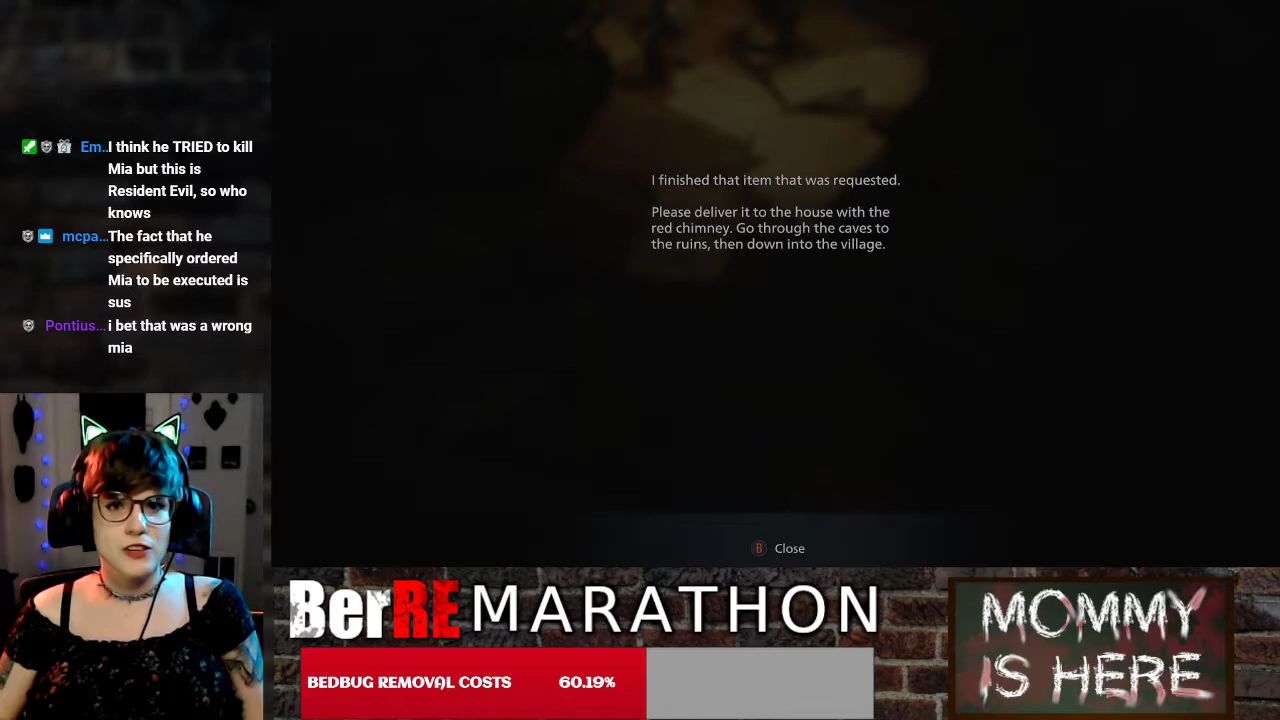 Em.. I think he TRIED to kill
Mia but this is
Resident Evil, so who
knows
mcpa... The fact that he
specifically ordered
Mia to be executed is
sus
Pontius... i bet that was a wrong
mia
I finished that item that was requested.
Please deliver it to the house with the
red chimney. Go through the caves to
the ruins, then down into the village.
B Close
BerRE MARATHON
BEDBUG REMOVAL COSTS 60.19%
MOMMY
IS HERE